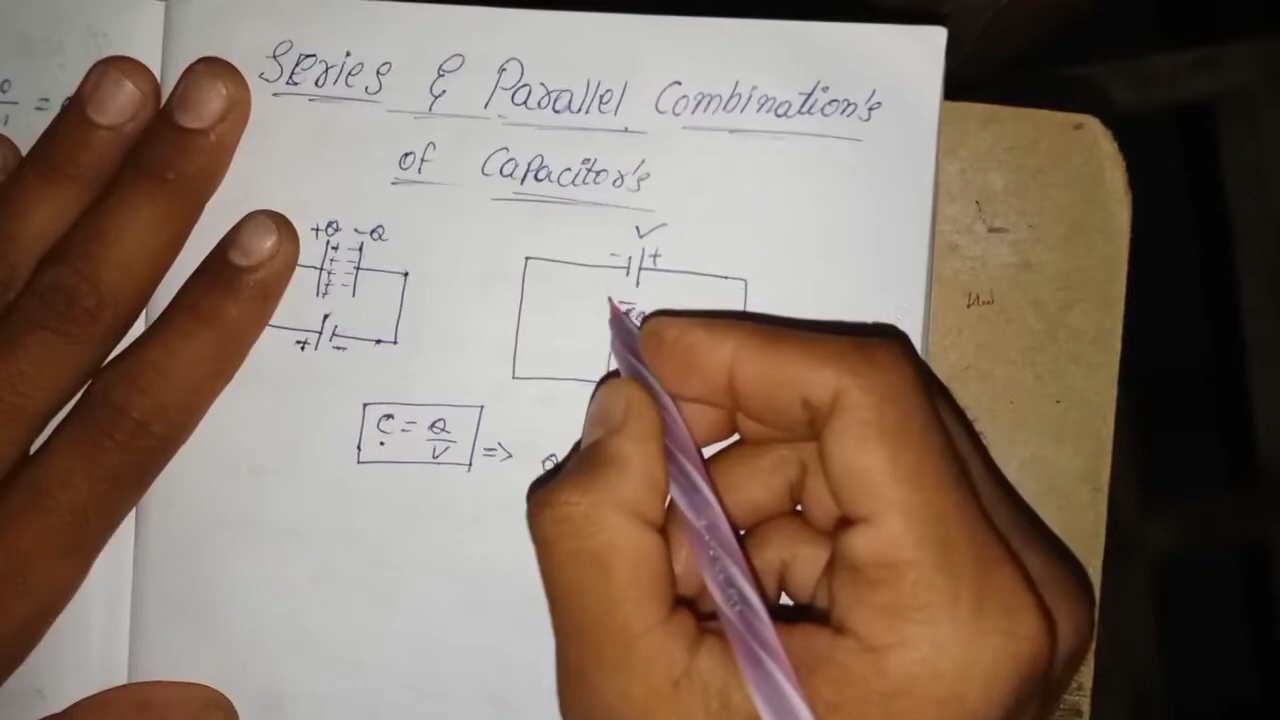 Series & Parallel Combination's
of Capacitor's
+Q -Q
V
- +
+ -
C = Q/V =>